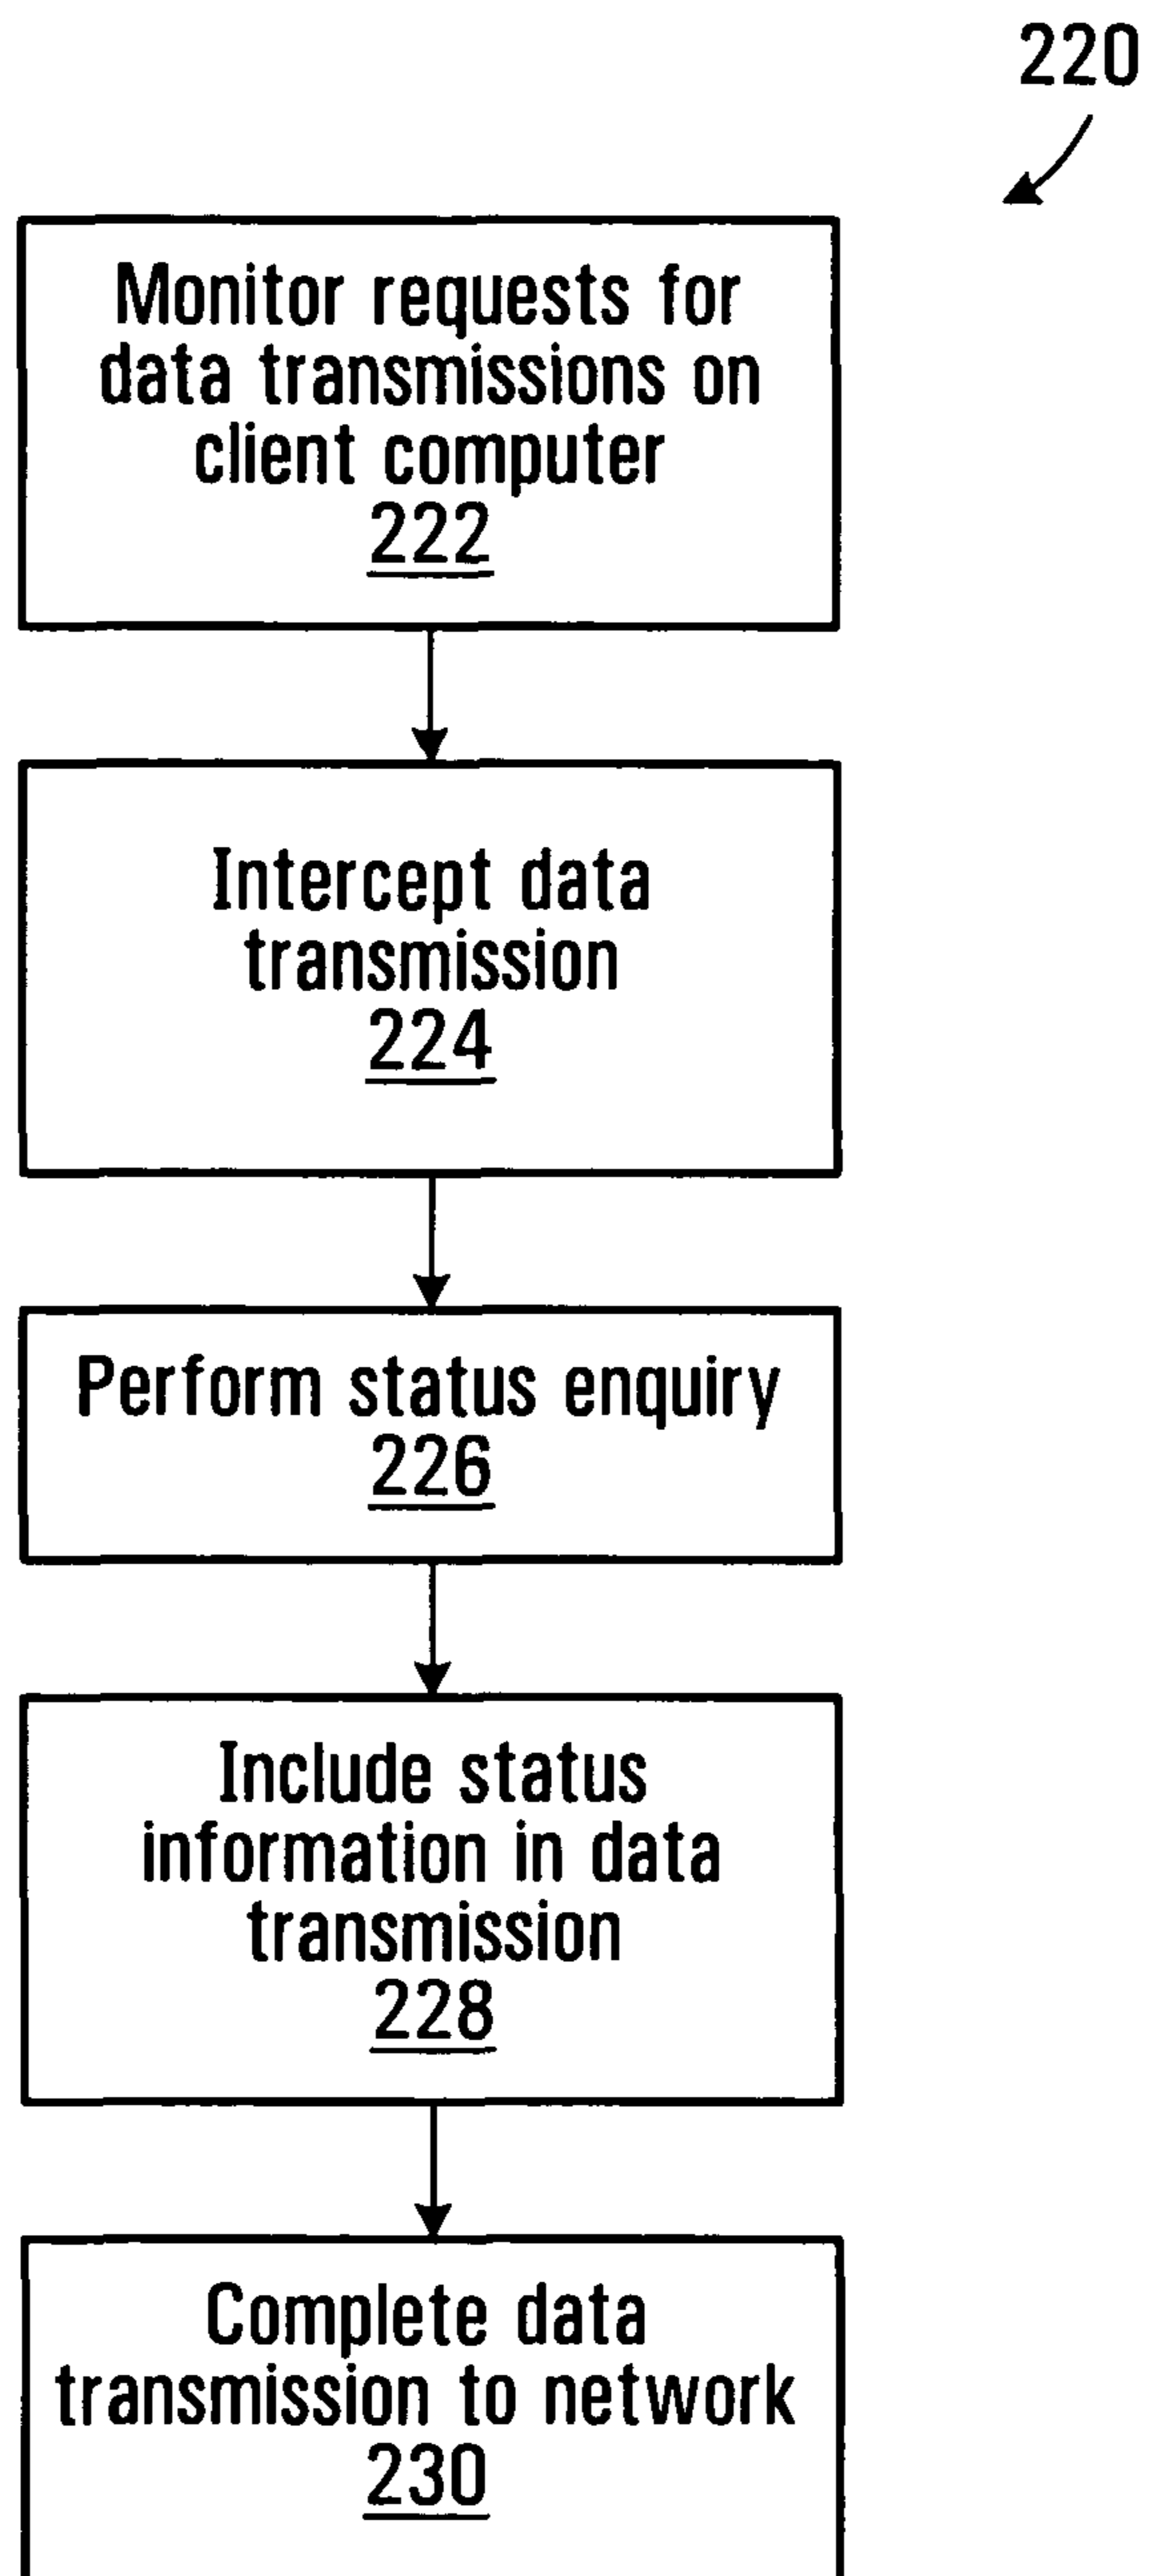 220
Monitor requests for
data transmissions on
client computer
222
Intercept data
transmission
224
Perform status enquiry
226
Include status
information in data
transmission
228
Complete data
transmission to network
230